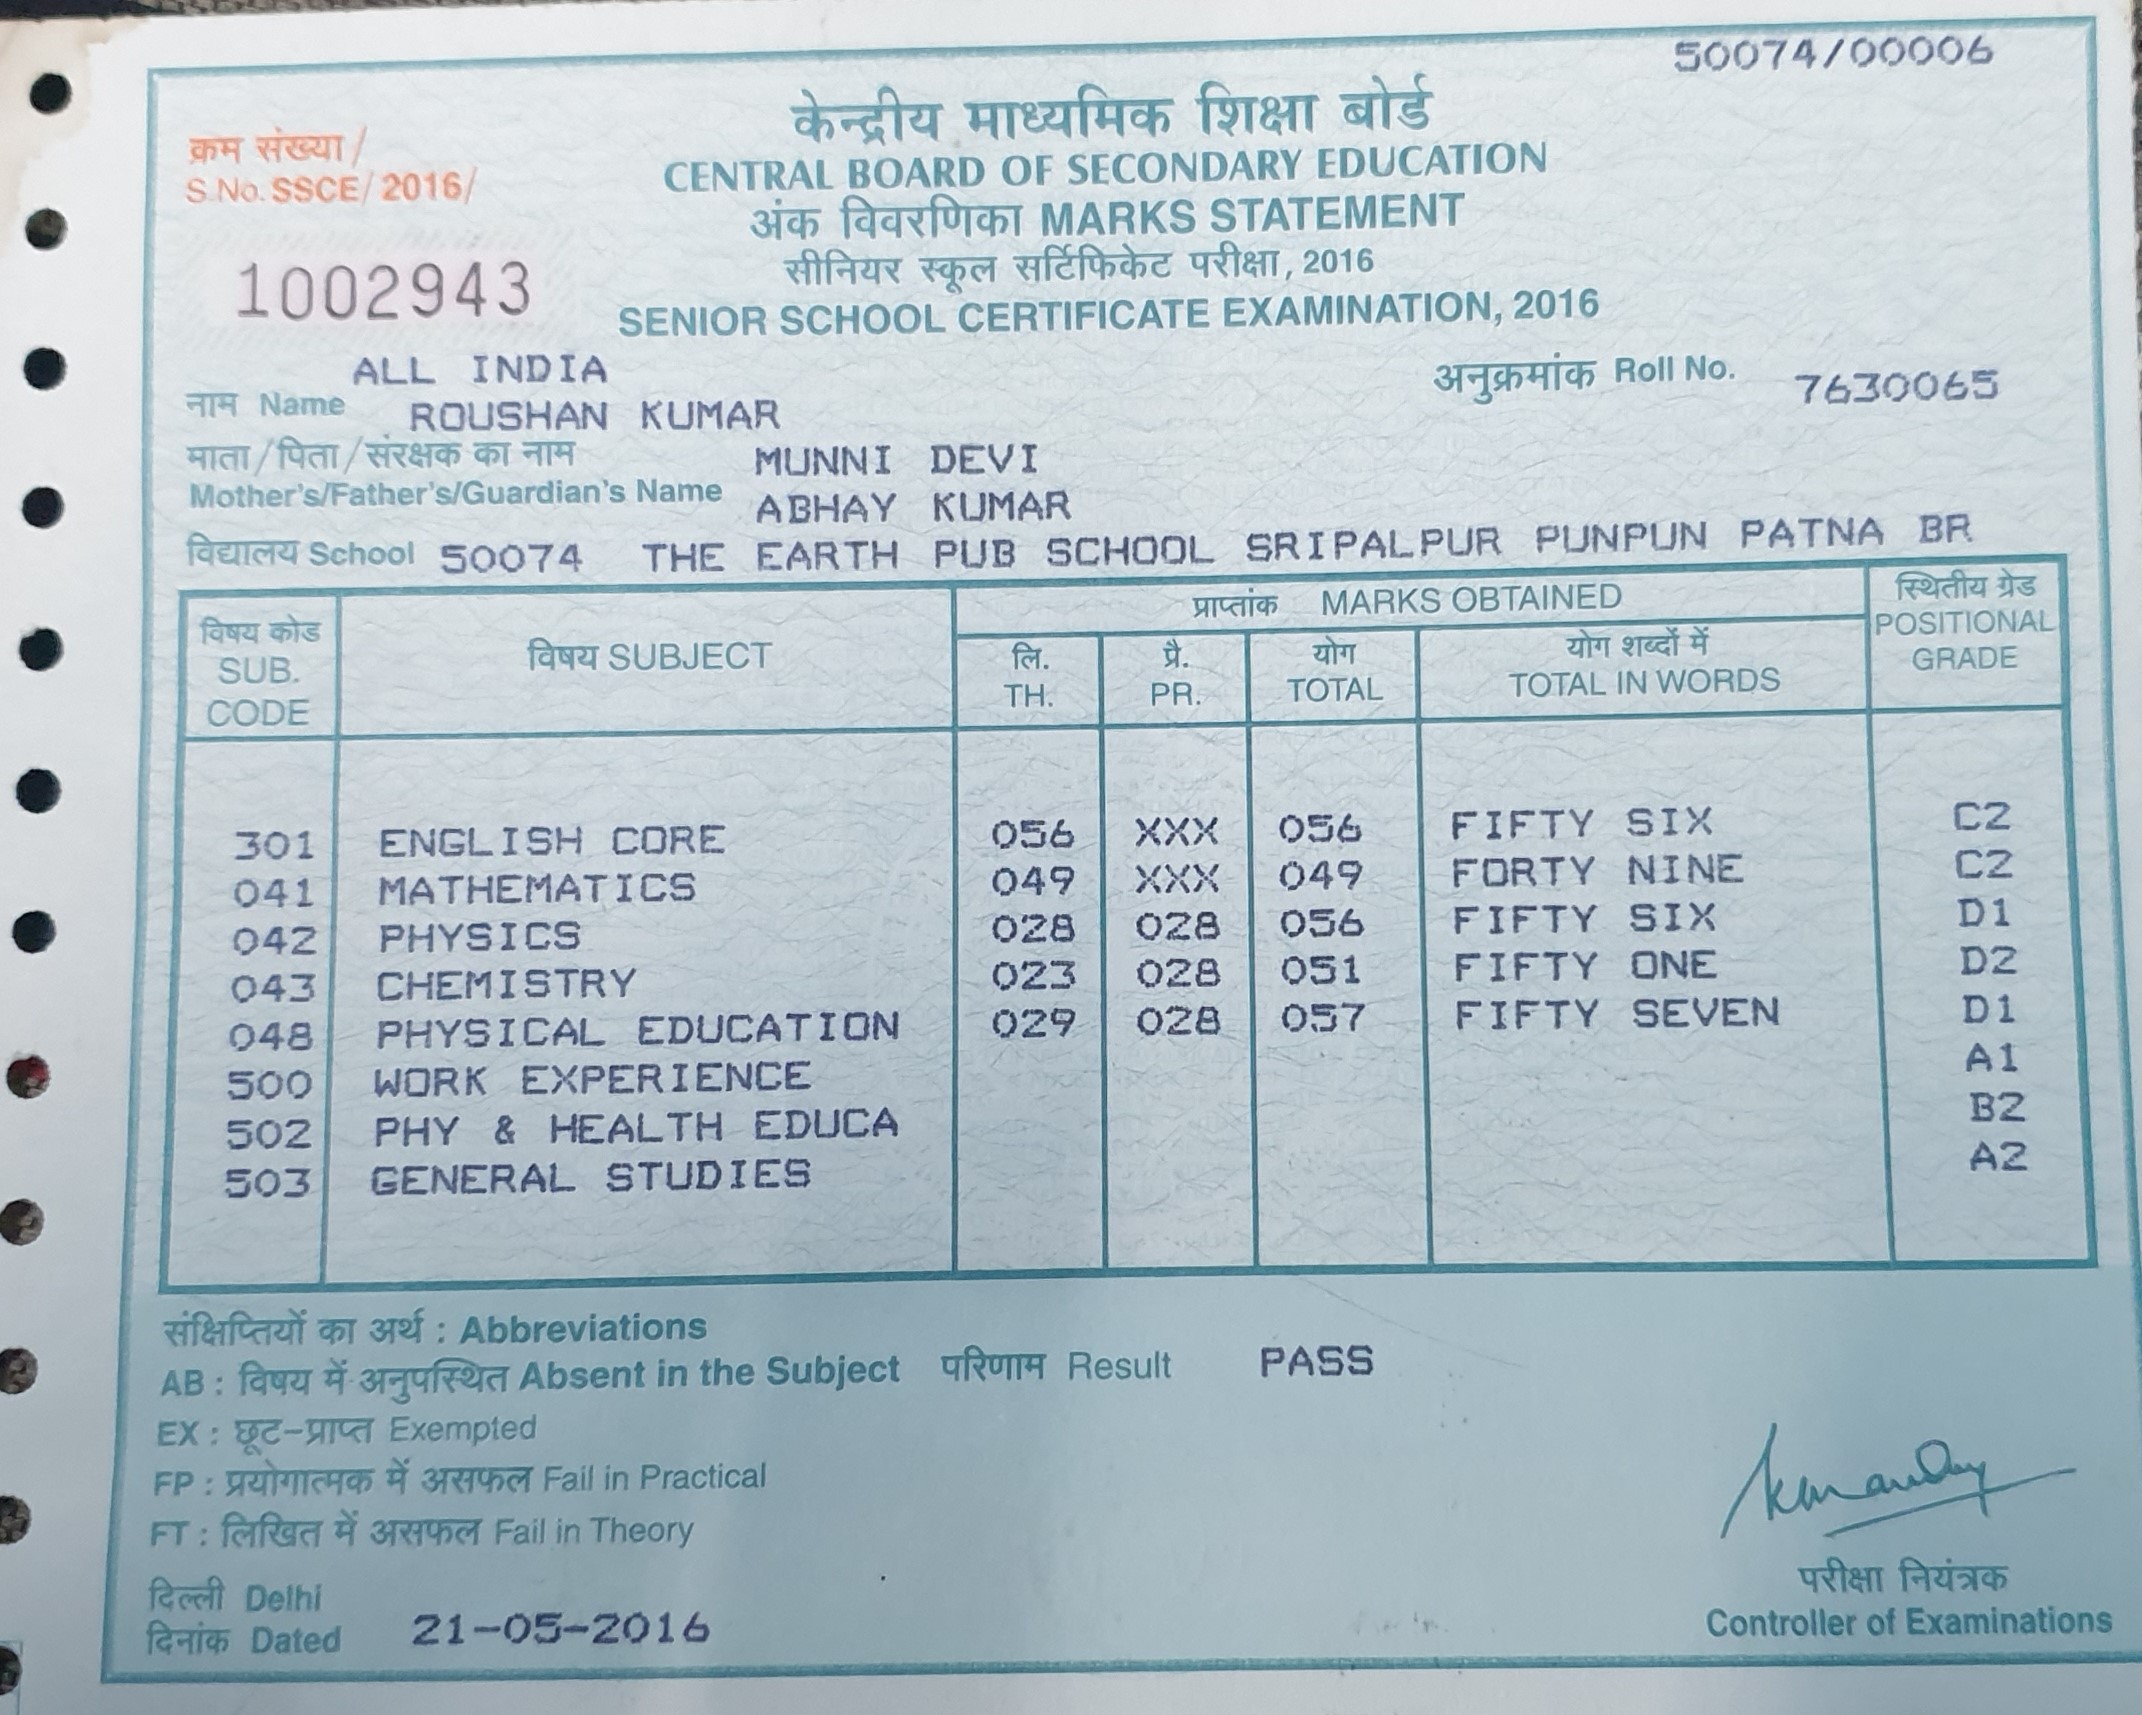 50074/00006
केन्द्रीय माध्यमिक शिक्षा बोर्ड
क्रम संख्या/
CENTRAL BOARD OF SECONDARY EDUCATION
S.No. SSCE/2016/
अंक विवरणिका MARKS STATEMENT
सीनियर स्कूल सर्टिफिकेट परीक्षा, 2016
1002943
SENIOR SCHOOL CERTIFICATE EXAMINATION, 2016
ALL INDIA
अनुक्रमांक Roll No. 7630065
नाम Name ROUSHAN KUMAR
माता/पिता/संरक्षक का नाम MUNNI DEVI
Mother's/Father's/Guardian's Name ABHAY KUMAR
विद्यालय School 50074 THE EARTH PUB SCHOOL SRIPALPUR PUNPUN PATNA BR
प्राप्तांक MARKS OBTAINED
विषय कोड SUB. CODE विषय SUBJECT लि. TH. प्रै. PR. योग TOTAL योग शब्दों में TOTAL IN WORDS स्थितीय ग्रेड POSITIONAL GRADE
301 ENGLISH CORE 056 XXX 056 FIFTY SIX C2
041 MATHEMATICS 049 XXX 049 FORTY NINE C2
042 PHYSICS 028 028 056 FIFTY SIX D1
043 CHEMISTRY 023 028 051 FIFTY ONE D2
048 PHYSICAL EDUCATION 029 028 057 FIFTY SEVEN D1
500 WORK EXPERIENCE A1
502 PHY & HEALTH EDUCA B2
503 GENERAL STUDIES A2
संक्षिप्तियों का अर्थ : Abbreviations
AB : विषय में अनुपस्थित Absent in the Subject परिणाम Result PASS
EX : छूट-प्राप्त Exempted
FP : प्रयोगात्मक में असफल Fail in Practical
FT : लिखित में असफल Fail in Theory
दिल्ली Delhi
परीक्षा नियंत्रक
दिनांक Dated 21-05-2016
Controller of Examinations